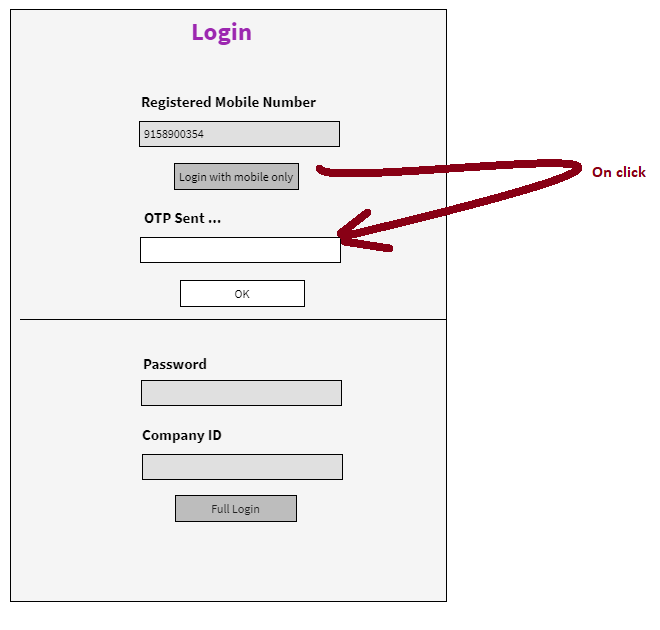 Login
Registered Mobile Number
9158900354
Login with mobile only
On click
OTP Sent ...
OK
Password
Company ID
Full Login